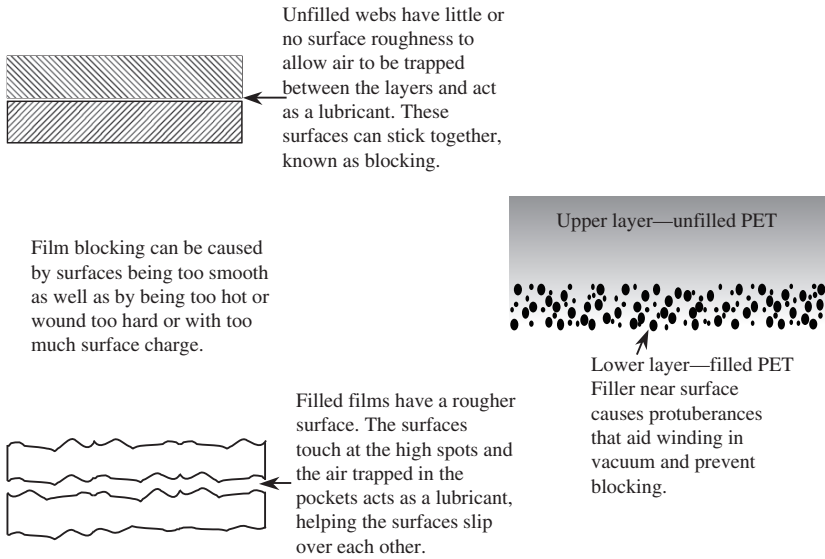 Unfilled webs have little or
no surface roughness to
allow air to be trapped
between the layers and act
as a lubricant. These
surfaces can stick together,
known as blocking.
Film blocking can be caused
by surfaces being too smooth
as well as by being too hot or
wound too hard or with too
much surface charge.
Upper layer—unfilled PET
Lower layer—filled PET
Filler near surface
causes protuberances
that aid winding in
vacuum and prevent
blocking.
Filled films have a rougher
surface. The surfaces
touch at the high spots and
the air trapped in the
pockets acts as a lubricant,
helping the surfaces slip
over each other.